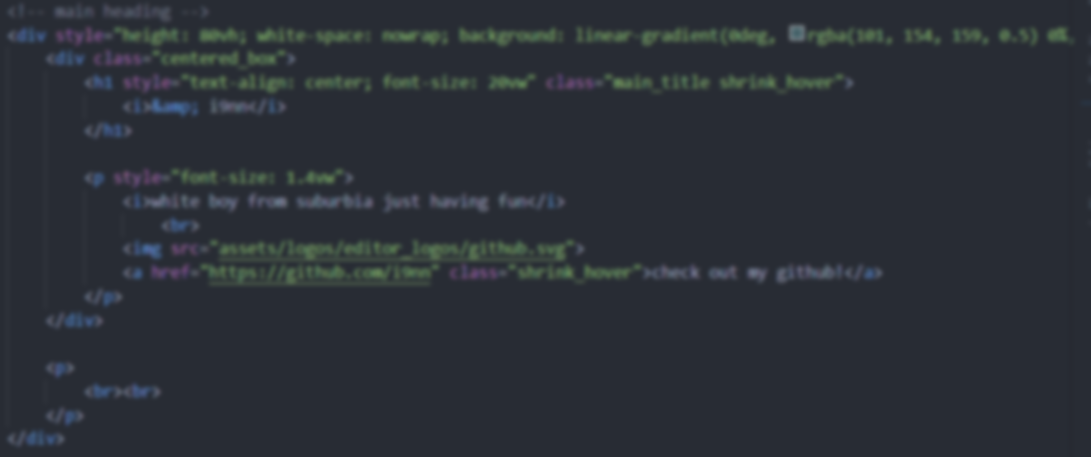 <!-- main heading -->
<div style="height: 80vh; white-space: nowrap; background: linear-gradient(0deg, rgba(101, 154, 159, 0.5) 0%,
<div class="centered_box">
<h1 style="text-align: center; font-size: 20vw" class="main_title shrink_hover">
<i>&amp; i9nn</i>
</h1>
<p style="font-size: 1.4vw">
<i>white boy from suburbia just having fun</i>
<br>
<img src="assets/logos/editor_logos/github.svg">
<a href="https://github.com/i9nn" class="shrink_hover">check out my github!</a>
</p>
</div>
<p>
<br><br>
</p>
</div>